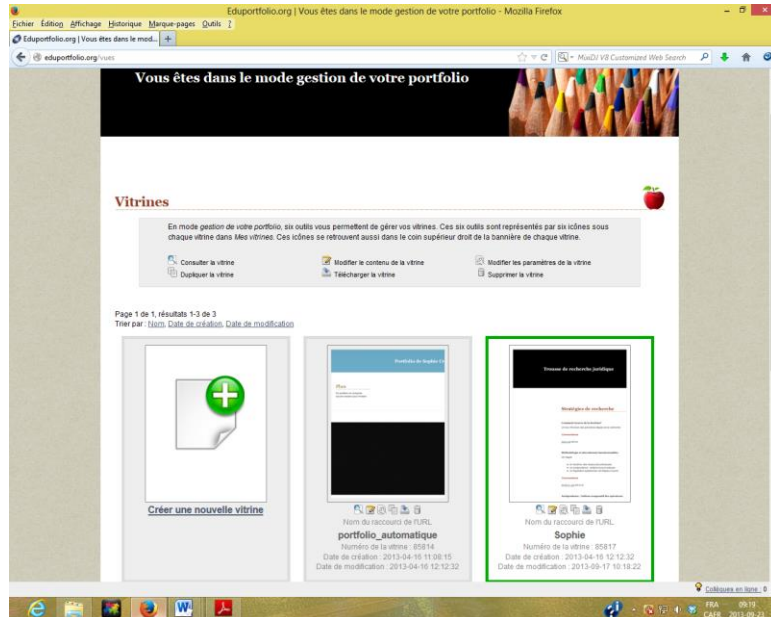 Eduportfolio.org | Vous êtes dans le mode gestion de votre portfolio - Mozilla Firefox
Fichier Édition Affichage Historique Marque-pages Outils ?
Eduportfolio.org | Vous êtes dans le mod...
eduportfolio.org/vues
MixiDJ V8 Customized Web Search
Vous êtes dans le mode gestion de votre portfolio
Vitrines
En mode gestion de votre portfolio, six outils vous permettent de gérer vos vitrines. Ces six outils sont représentés par six icônes sous
chaque vitrine dans Mes vitrines. Ces icônes se retrouvent aussi dans le coin supérieur droit de la bannière de chaque vitrine.
Consulter la vitrine Modifier le contenu de la vitrine Modifier les paramètres de la vitrine
Dupliquer la vitrine Télécharger la vitrine Supprimer la vitrine
Page 1 de 1, résultats 1-3 de 3
Trier par : Nom, Date de création, Date de modification
Portfolio de Sophie
Plan
Trousse de recherche juridique
Stratégies de recherche
Créer une nouvelle vitrine
Nom du raccourci de l'URL
portfolio_automatique
Numéro de la vitrine : 85814
Date de création : 2013-04-16 11:06:15
Date de modification : 2013-04-16 12:12:32
Nom du raccourci de l'URL
Sophie
Numéro de la vitrine : 85817
Date de création : 2013-04-16 12:12:32
Date de modification : 2013-09-17 10:18:22
Collègues en ligne : 0
FRA 09:19
CAFR 2013-09-23